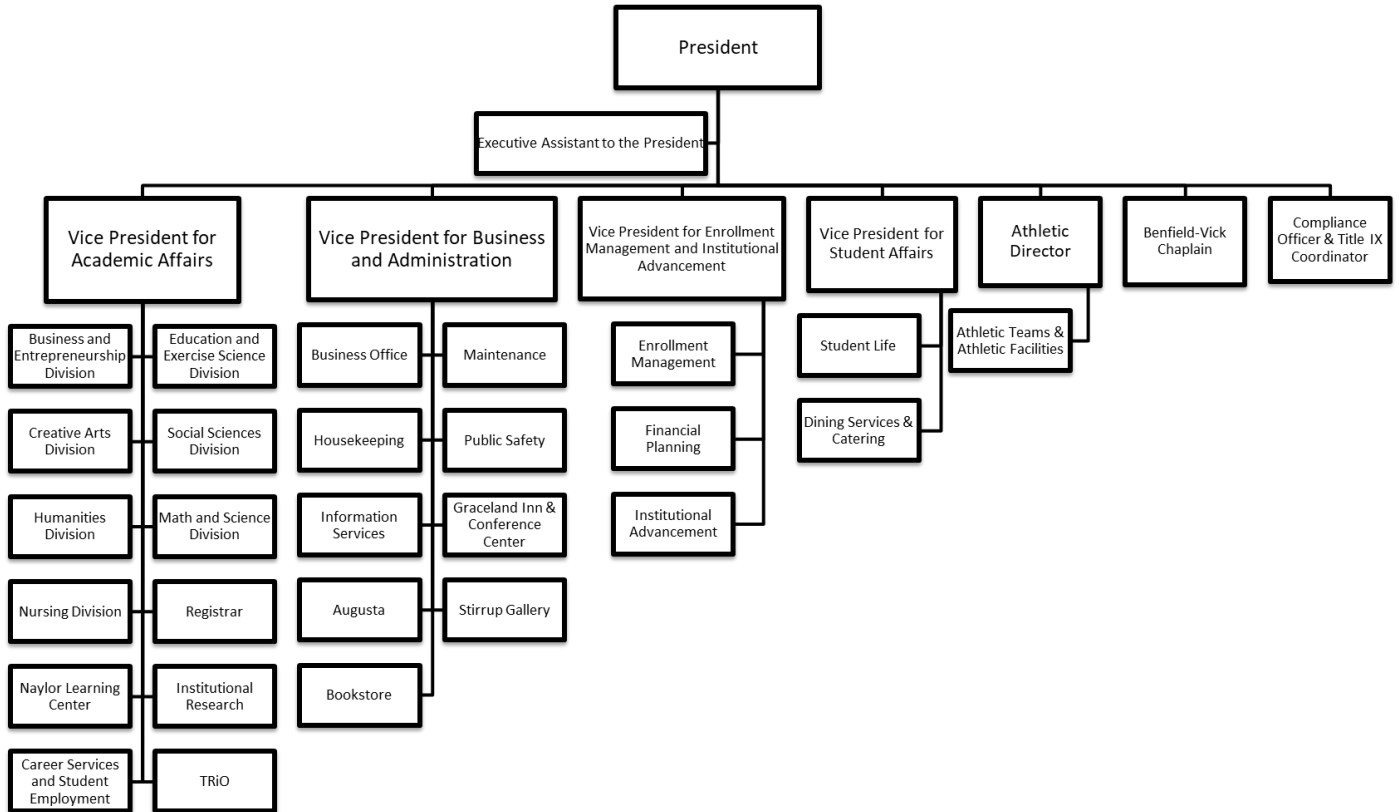 President
Executive Assistant to the President
Vice President for
Academic Affairs
Vice President for Business
and Administration
Vice President for Enrollment
Management and Institutional
Advancement
Vice President for
Student Affairs
Athletic
Director
Benfield-Vick
Chaplain
Compliance
Officer & Title IX
Coordinator
Business and
Entrepreneurship
Division
Education and
Exercise Science
Division
Business Office
Maintenance
Enrollment
Management
Student Life
Athletic Teams &
Athletic Facilities
Creative Arts
Division
Social Sciences
Division
Housekeeping
Public Safety
Financial
Planning
Dining Services &
Catering
Humanities
Division
Math and Science
Division
Information
Services
Graceland Inn &
Conference
Center
Institutional
Advancement
Nursing Division
Registrar
Augusta
Stirrup Gallery
Naylor Learning
Center
Institutional
Research
Bookstore
Career Services
and Student
Employment
TRiO